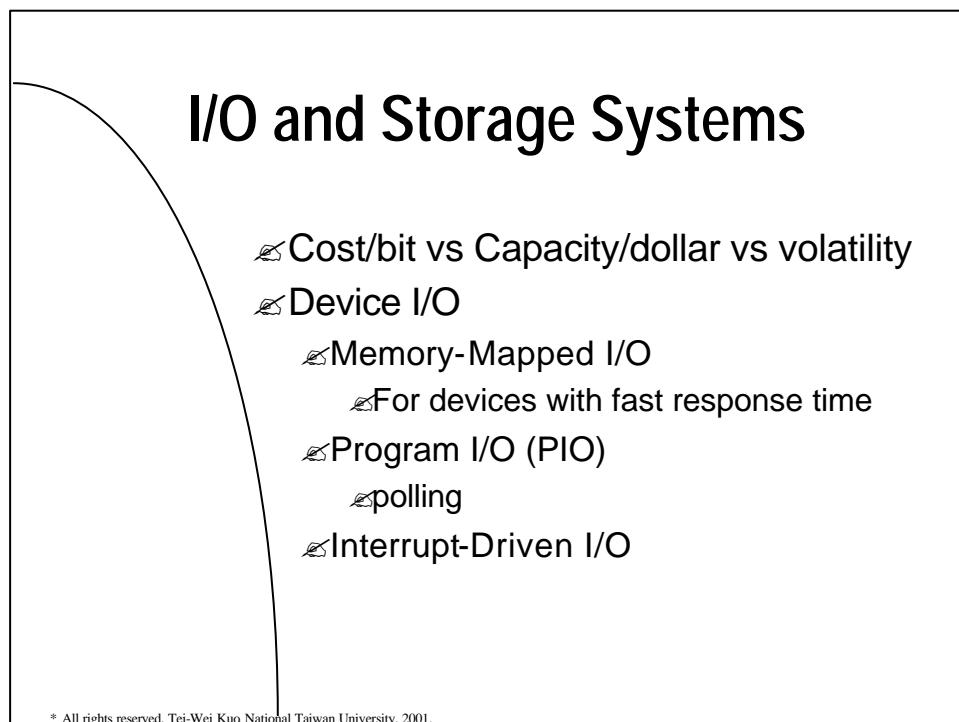 I/O and Storage Systems
Cost/bit vs Capacity/dollar vs volatility
Device I/O
Memory-Mapped I/O
For devices with fast response time
Program I/O (PIO)
polling
Interrupt-Driven I/O
* All rights reserved, Tei-Wei Kuo, National Taiwan University, 2001.